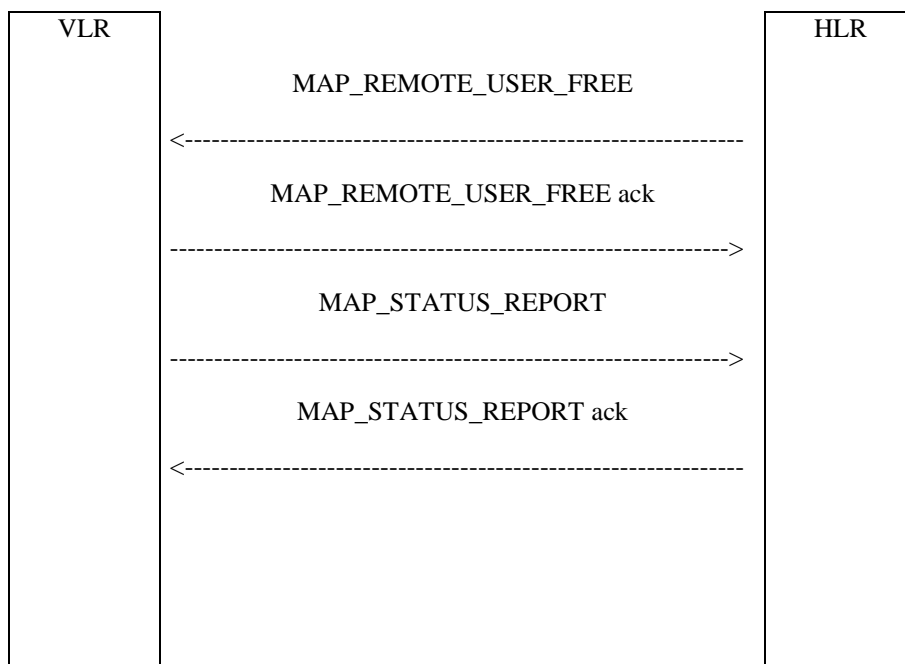 VLR HLR
MAP_REMOTE_USER_FREE
MAP_REMOTE_USER_FREE ack
MAP_STATUS_REPORT
MAP_STATUS_REPORT ack